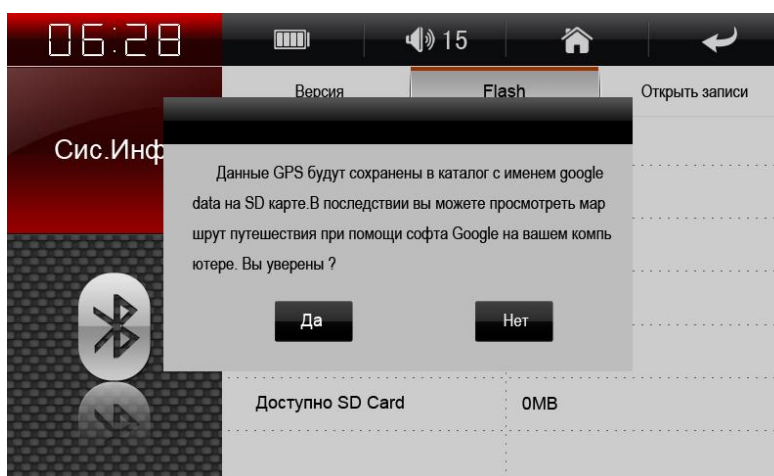 06:28
15
Версия
Flash
Открыть записи
Сис.Инф
Данные GPS будут сохранены в каталог с именем google
data на SD карте.В последствии вы можете просмотреть мар
шрут путешествия при помощи софта Google на вашем комп
ютере. Вы уверены ?
Да
Нет
Доступно SD Card
0MB